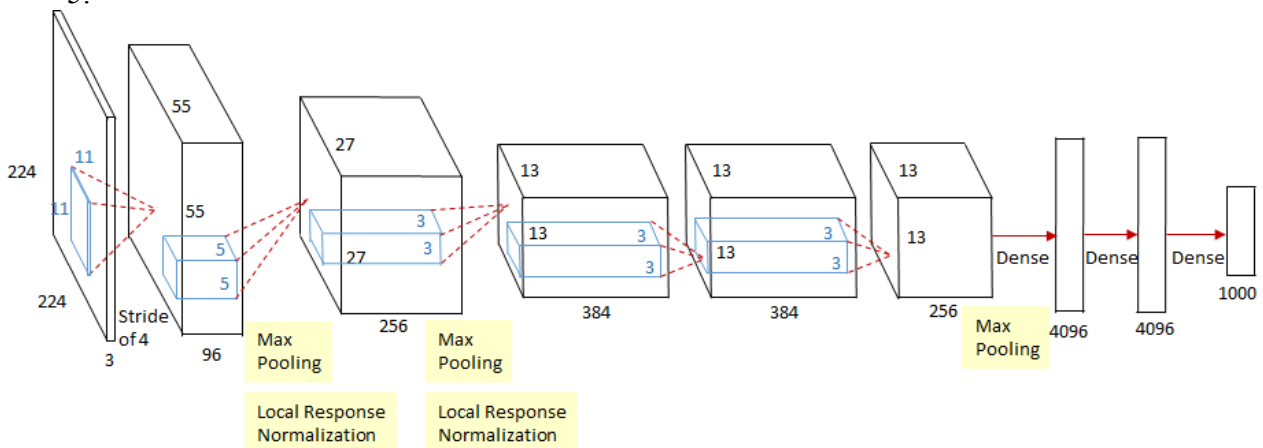 3.
55
11
224
11
55
5
5
224
Stride
of 4
3
96
27
3
3
27
256
13
3
13
3
384
13
3
13
3
384
13
13
256
Dense
Dense
Dense
4096
4096
1000
Max
Pooling
Max
Pooling
Max
Pooling
Local Response
Normalization
Local Response
Normalization